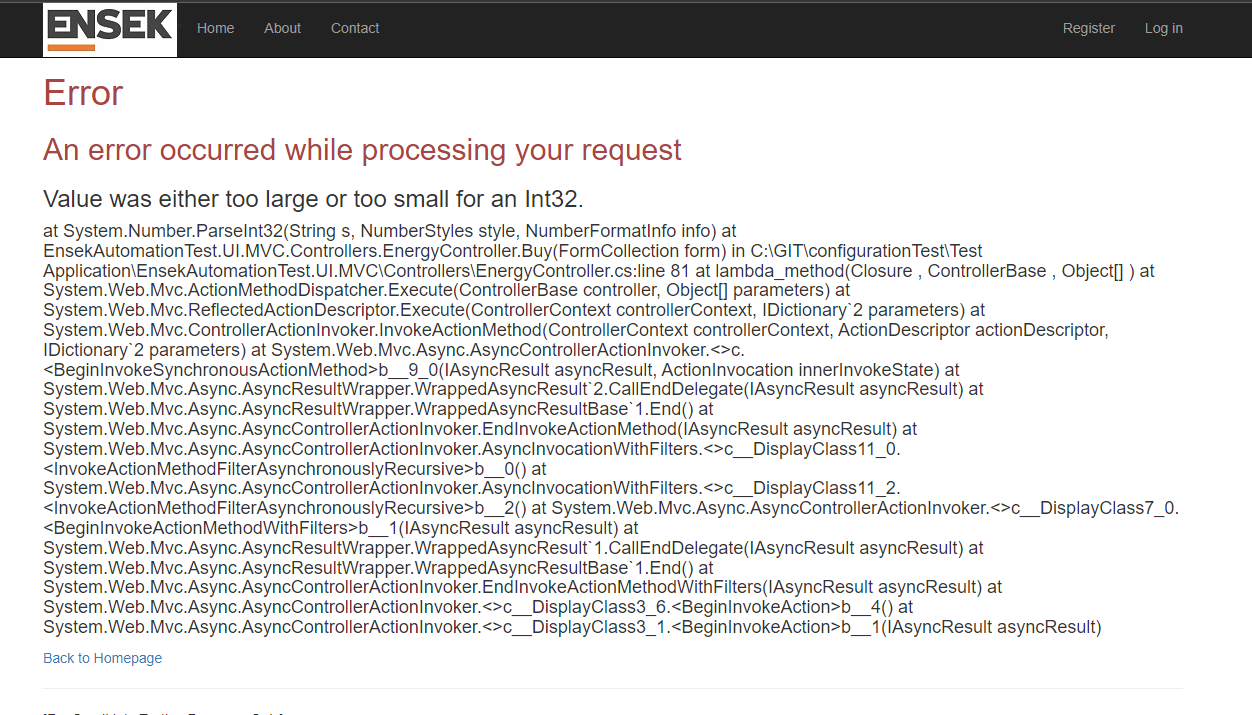 ENSEK
Home About Contact Register Log in
Error
An error occurred while processing your request
Value was either too large or too small for an Int32.
at System.Number.ParseInt32(String s, NumberStyles style, NumberFormatInfo info) at
EnsekAutomationTest.UI.MVC.Controllers.EnergyController.Buy(FormCollection form) in C:\GIT\configurationTest\Test
Application\EnsekAutomationTest.UI.MVC\Controllers\EnergyController.cs:line 81 at lambda_method(Closure , ControllerBase , Object[] ) at
System.Web.Mvc.ActionMethodDispatcher.Execute(ControllerBase controller, Object[] parameters) at
System.Web.Mvc.ReflectedActionDescriptor.Execute(ControllerContext controllerContext, IDictionary`2 parameters) at
System.Web.Mvc.ControllerActionInvoker.InvokeActionMethod(ControllerContext controllerContext, ActionDescriptor actionDescriptor,
IDictionary`2 parameters) at System.Web.Mvc.Async.AsyncControllerActionInvoker.<>c.
<BeginInvokeSynchronousActionMethod>b__9_0(IAsyncResult asyncResult, ActionInvocation innerInvokeState) at
System.Web.Mvc.Async.AsyncResultWrapper.WrappedAsyncResult`2.CallEndDelegate(IAsyncResult asyncResult) at
System.Web.Mvc.Async.AsyncResultWrapper.WrappedAsyncResultBase`1.End() at
System.Web.Mvc.Async.AsyncControllerActionInvoker.EndInvokeActionMethod(IAsyncResult asyncResult) at
System.Web.Mvc.Async.AsyncControllerActionInvoker.AsyncInvocationWithFilters.<>c__DisplayClass11_0.
<InvokeActionMethodFilterAsynchronouslyRecursive>b__0() at
System.Web.Mvc.Async.AsyncControllerActionInvoker.AsyncInvocationWithFilters.<>c__DisplayClass11_2.
<InvokeActionMethodFilterAsynchronouslyRecursive>b__2() at System.Web.Mvc.Async.AsyncControllerActionInvoker.<>c__DisplayClass7_0.
<BeginInvokeActionMethodWithFilters>b__1(IAsyncResult asyncResult) at
System.Web.Mvc.Async.AsyncResultWrapper.WrappedAsyncResult`1.CallEndDelegate(IAsyncResult asyncResult) at
System.Web.Mvc.Async.AsyncResultWrapper.WrappedAsyncResultBase`1.End() at
System.Web.Mvc.Async.AsyncControllerActionInvoker.EndInvokeActionMethodWithFilters(IAsyncResult asyncResult) at
System.Web.Mvc.Async.AsyncControllerActionInvoker.<>c__DisplayClass3_6.<BeginInvokeAction>b__4() at
System.Web.Mvc.Async.AsyncControllerActionInvoker.<>c__DisplayClass3_1.<BeginInvokeAction>b__1(IAsyncResult asyncResult)
Back to Homepage